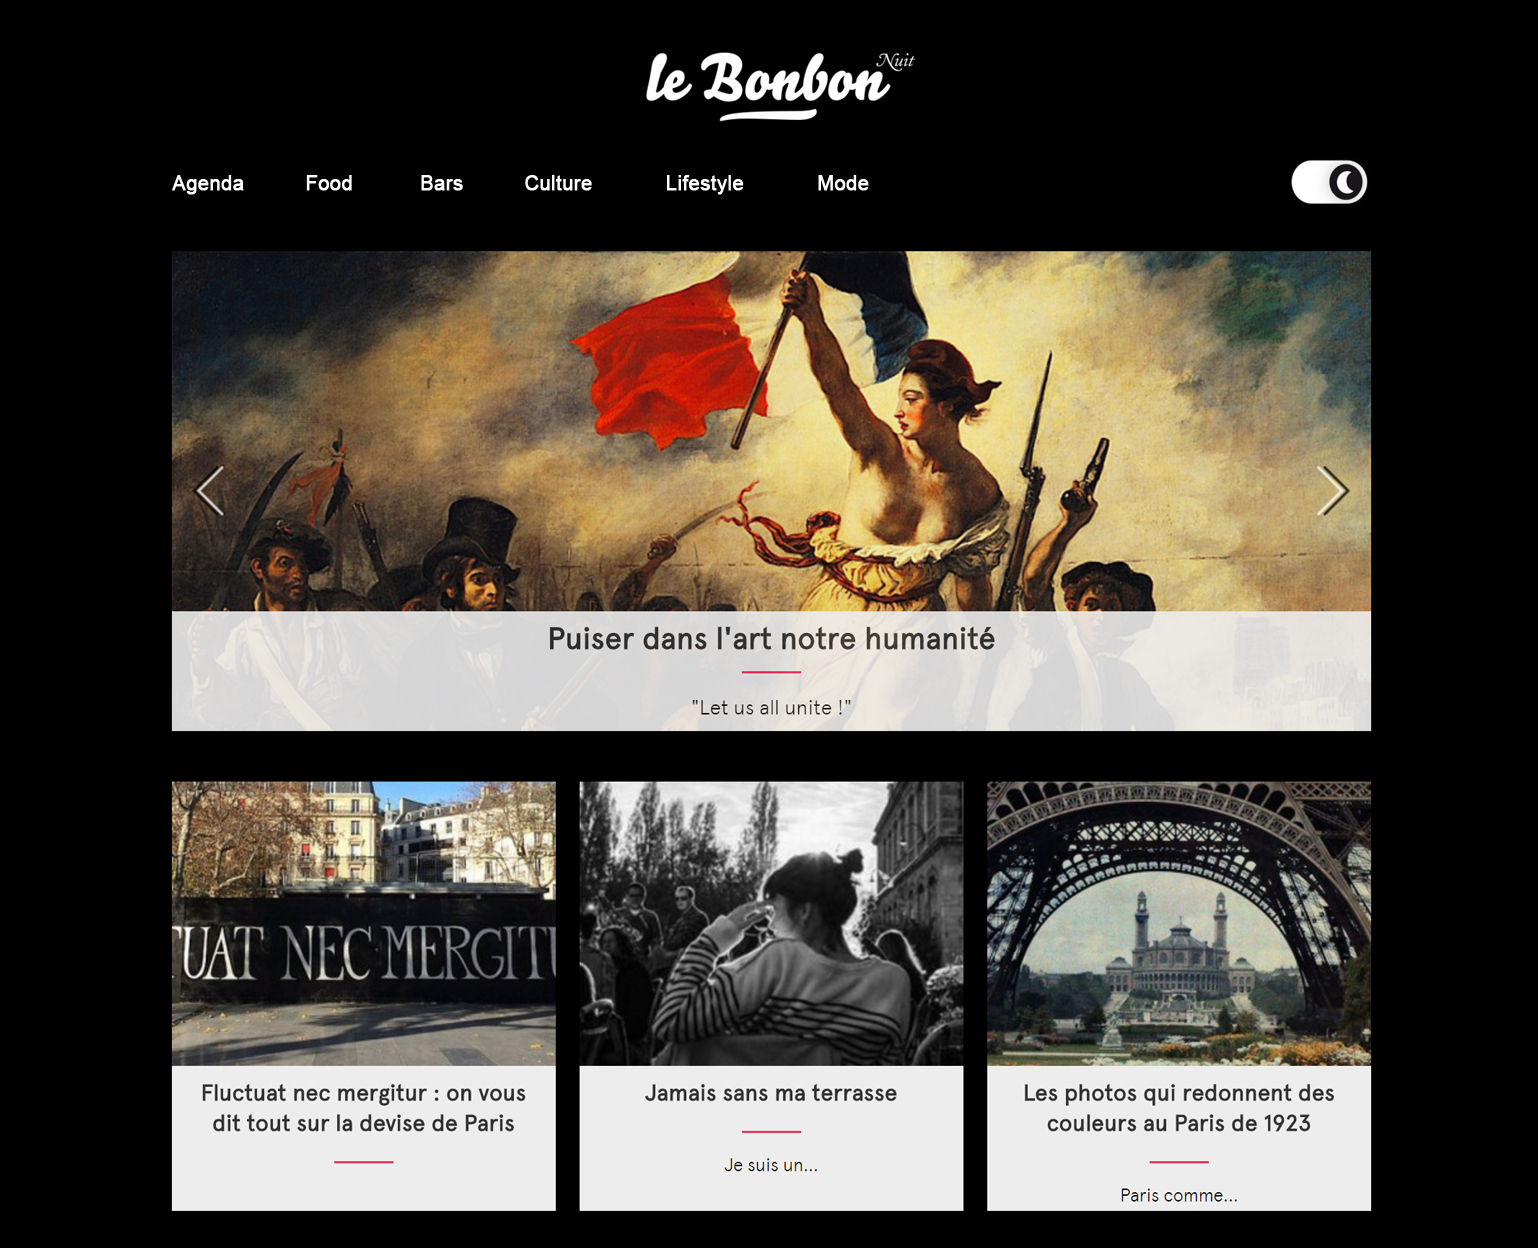 le Bonbon Nuit
Agenda Food Bars Culture Lifestyle Mode
Puiser dans l'art notre humanité
"Let us all unite !"
TUAT NEC MERGITU
Fluctuat nec mergitur : on vous
dit tout sur la devise de Paris
Jamais sans ma terrasse
Je suis un...
Les photos qui redonnent des
couleurs au Paris de 1923
Paris comme...